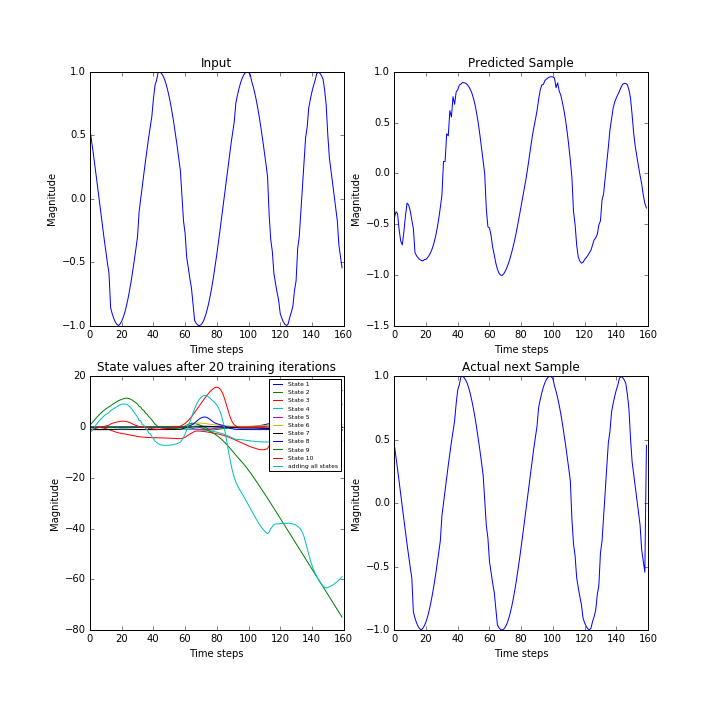 Input
Magnitude
1.0
0.5
0.0
−0.5
−1.0
0 20 40 60 80 100 120 140 160
Time steps
Predicted Sample
Magnitude
1.0
0.5
0.0
−0.5
−1.0
−1.5
0 20 40 60 80 100 120 140 160
Time steps
State values after 20 training iterations
Magnitude
20
0
−20
−40
−60
−80
0 20 40 60 80 100 120 140 160
Time steps
State 1
State 2
State 3
State 4
State 5
State 6
State 7
State 8
State 9
State 10
adding all states
Actual next Sample
Magnitude
1.0
0.5
0.0
−0.5
−1.0
0 20 40 60 80 100 120 140 160
Time steps